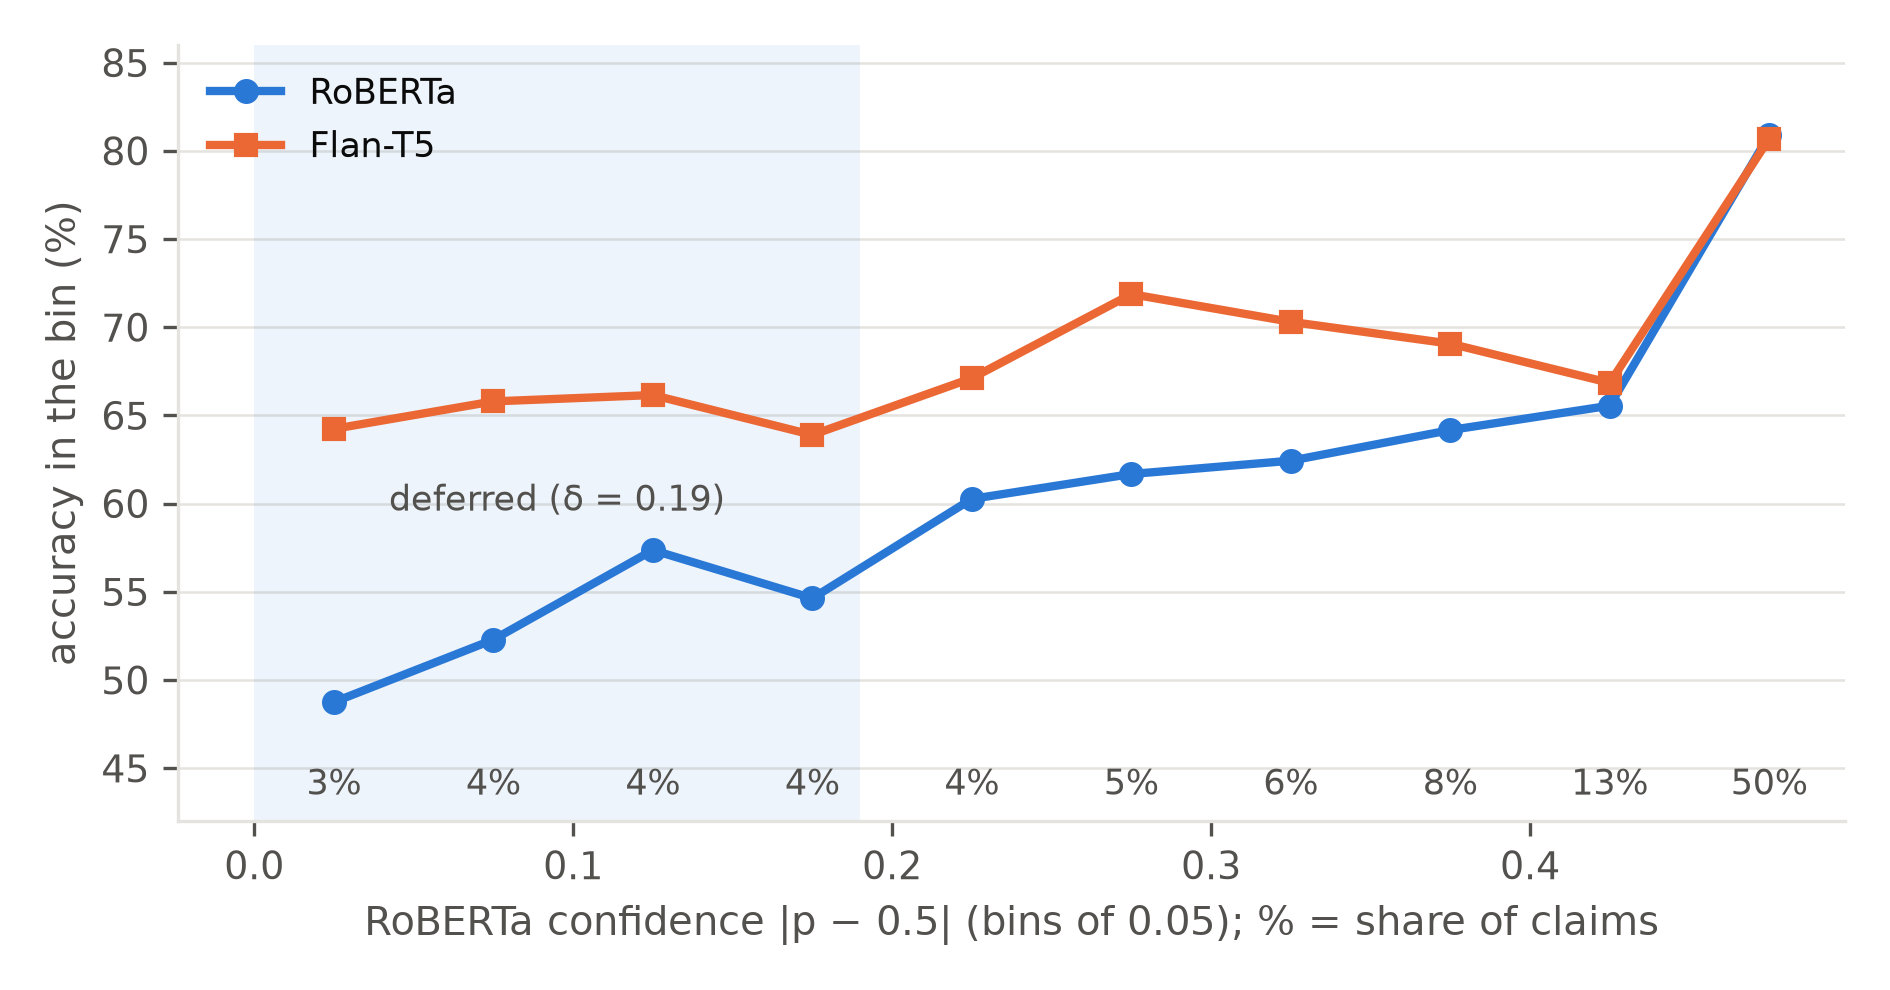 RoBERTa
Flan-T5
85
80
75
70
65
60
55
50
45
accuracy in the bin (%)
deferred (δ = 0.19)
3% 4% 4% 4% 4% 5% 6% 8% 13% 50%
0.0 0.1 0.2 0.3 0.4
RoBERTa confidence |p − 0.5| (bins of 0.05); % = share of claims